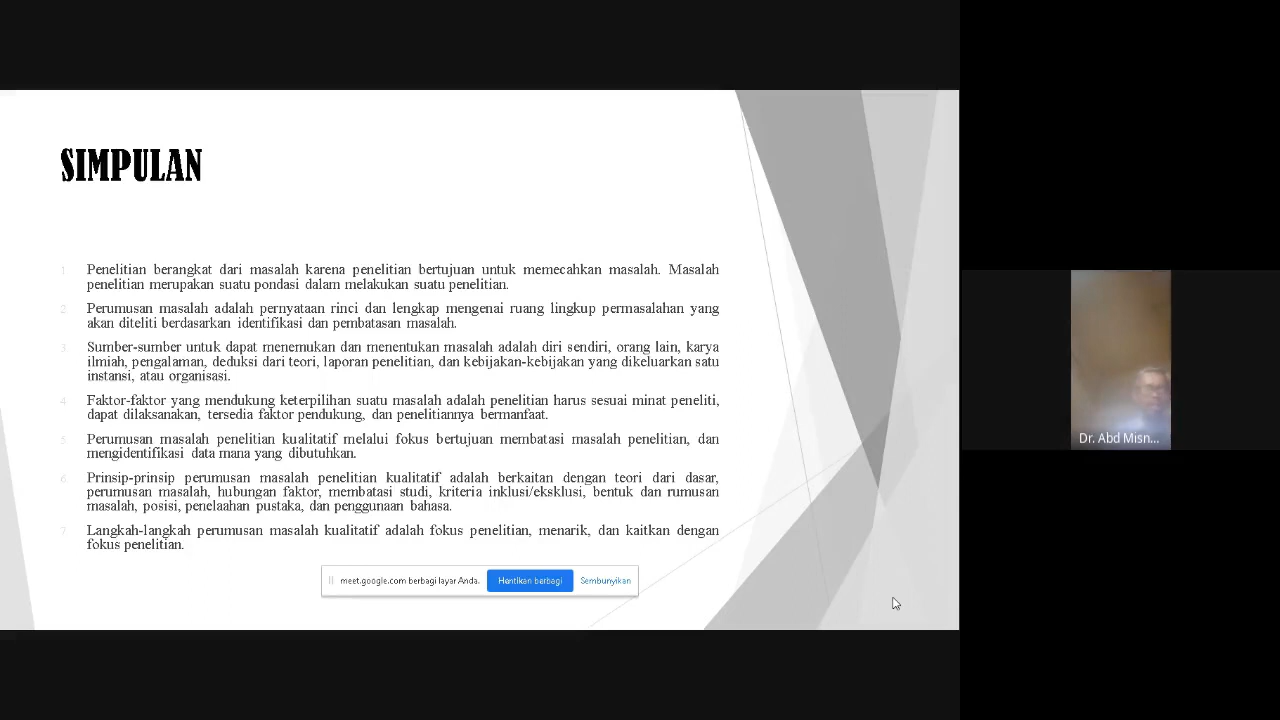 SIMPULAN
1. Penelitian berangkat dari masalah karena penelitian bertujuan untuk memecahkan masalah. Masalah
penelitian merupakan suatu pondasi dalam melakukan suatu penelitian.
2. Perumusan masalah adalah pernyataan rinci dan lengkap mengenai ruang lingkup permasalahan yang
akan diteliti berdasarkan identifikasi dan pembatasan masalah.
3. Sumber-sumber untuk dapat menemukan dan menentukan masalah adalah diri sendiri, orang lain, karya
ilmiah, pengalaman, deduksi dari teori, laporan penelitian, dan kebijakan-kebijakan yang dikeluarkan satu
instansi, atau organisasi.
4. Faktor-faktor yang mendukung keterpilihan suatu masalah adalah penelitian harus sesuai minat peneliti,
dapat dilaksanakan, tersedia faktor pendukung, dan penelitiannya bermanfaat.
5. Perumusan masalah penelitian kualitatif melalui fokus bertujuan membatasi masalah penelitian, dan
mengidentifikasi data mana yang dibutuhkan.
6. Prinsip-prinsip perumusan masalah penelitian kualitatif adalah berkaitan dengan teori dari dasar,
perumusan masalah, hubungan faktor, membatasi studi, kriteria inklusi/eksklusi, bentuk dan rumusan
masalah, posisi, penelaahan pustaka, dan penggunaan bahasa.
7. Langkah-langkah perumusan masalah kualitatif adalah fokus penelitian, menarik, dan kaitkan dengan
fokus penelitian.
meet.google.com berbagi layar Anda. Hentikan berbagi Sembunyikan
Dr. Abd Misn...